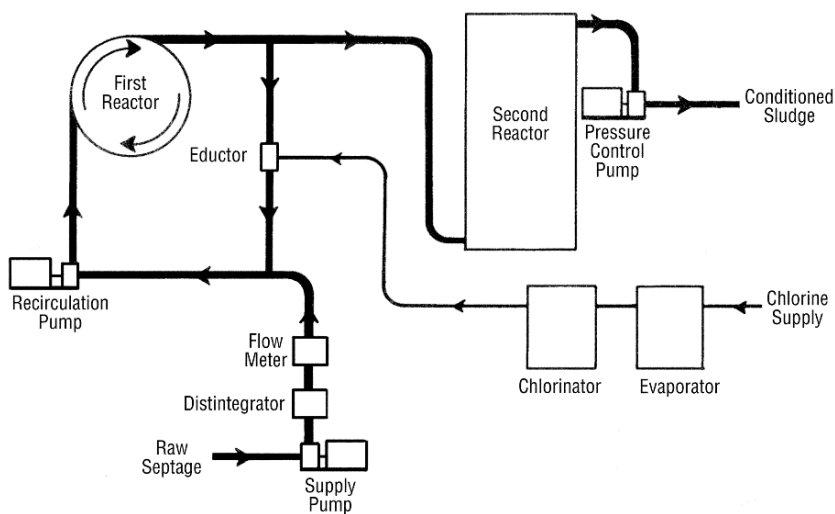 First
Reactor
Second
Reactor
Conditioned
Sludge
Pressure
Control
Pump
Eductor
Recirculation
Pump
Chlorine
Supply
Flow
Meter
Chlorinator
Evaporator
Distintegrator
Raw
Septage
Supply
Pump